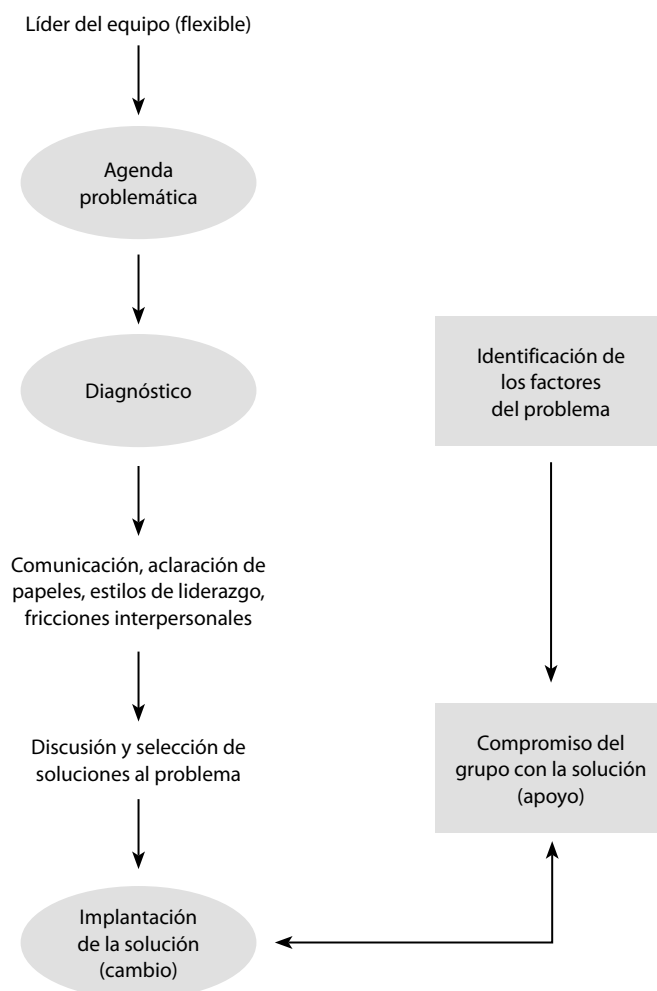 Líder del equipo (flexible)
Agenda
problemática
Diagnóstico
Comunicación, aclaración de
papeles, estilos de liderazgo,
fricciones interpersonales
Discusión y selección de
soluciones al problema
Implantación
de la solución
(cambio)
Identificación de
los factores
del problema
Compromiso del
grupo con la solución
(apoyo)